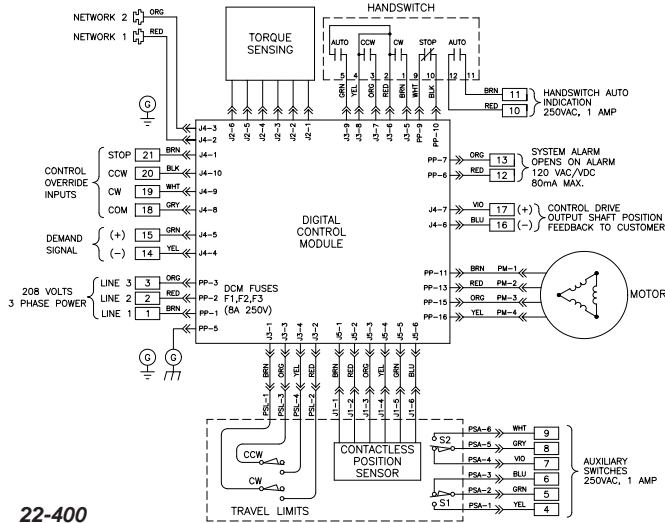 HANDSWITCH
NETWORK 2 ORG
NETWORK 1 RED
TORQUE
SENSING
AUTO CCW CW STOP AUTO
5 4 3 2 1 9 10 12 11
GRN YEL ORG RED BRN WHT BLK
BRN 11
RED 10
HANDSWITCH AUTO
INDICATION
250VAC, 1 AMP
G
J2-6 J2-5 J2-4 J2-3 J2-2 J2-1
J3-9 J3-8 J3-7 J3-6 J3-5 PP-9 PP-10
J4-3
J4-2
STOP 21 BRN J4-1
CCW 20 BLK J4-10
CW 19 WHT J4-9
COM 18 GRY J4-8
CONTROL
OVERRIDE
INPUTS
PP-7 ORG 13
PP-6 RED 12
SYSTEM ALARM
OPENS ON ALARM
120 VAC/VDC
80mA MAX.
J4-7 VIO 17 (+)
J4-6 BLU 16 (-)
CONTROL DRIVE
OUTPUT SHAFT POSITION
FEEDBACK TO CUSTOMER
DIGITAL
CONTROL
MODULE
DEMAND
SIGNAL
(+) 15 GRN J4-5
(-) 14 YEL J4-4
208 VOLTS
3 PHASE POWER
LINE 3 3 ORG PP-3
LINE 2 2 RED PP-2
LINE 1 1 BRN PP-1
PP-5
DCM FUSES
F1,F2,F3
(8A 250V)
PP-11 BRN PM-1
PP-13 RED PM-2
PP-15 ORG PM-3
PP-16 YEL PM-4
MOTOR
G G
J3-1 J3-3 J3-4 J3-2 J5-1 J5-2 J5-3 J5-4 J5-5 J5-6
BRN ORG YEL RED BRN RED ORG YEL GRN BLU
PSL-1 PSL-3 PSL-4 PSL-2 J1-1 J1-2 J1-3 J1-4 J1-5 J1-6
CCW
CW
TRAVEL LIMITS
CONTACTLESS
POSITION
SENSOR
S2
S1
PSA-6 WHT 9
PSA-5 GRY 8
PSA-4 VIO 7
PSA-3 BLU 6
PSA-2 GRN 5
PSA-1 YEL 4
AUXILIARY
SWITCHES
250VAC, 1 AMP
22-400